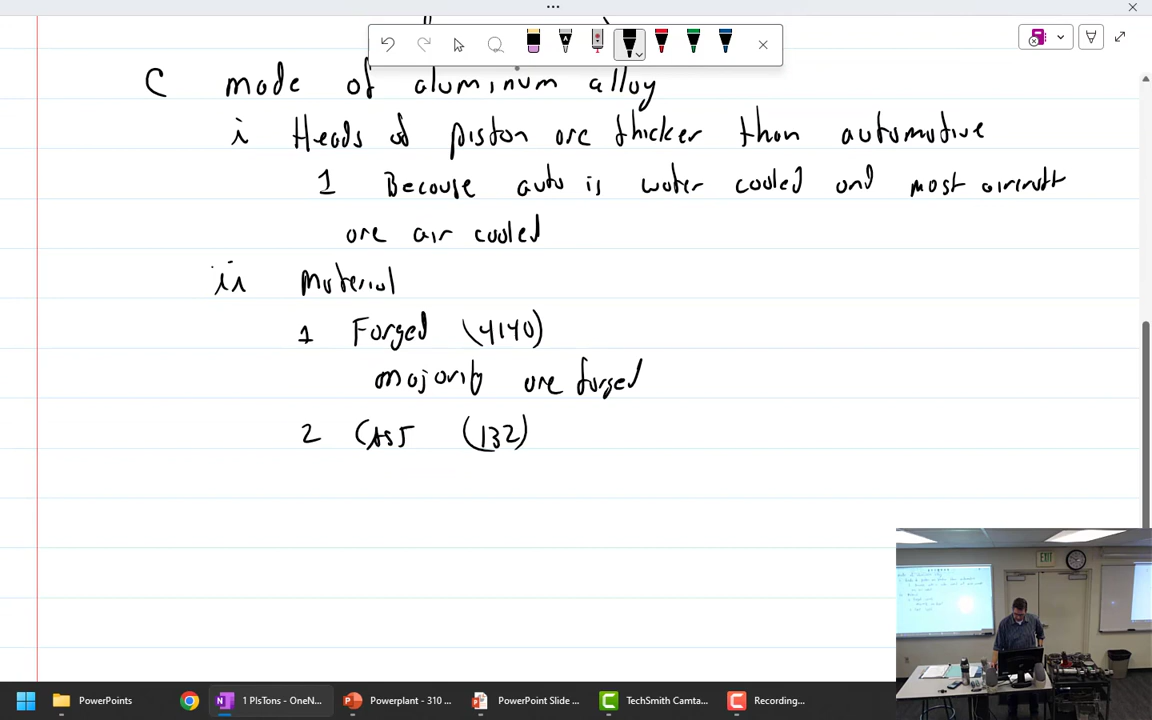 C made of aluminum alloy
i Heads of piston are thicker than automotive
1 Because auto is water cooled and most aircraft
are air cooled
ii Material
1 Forged (4140)
majority are forged
2 CAST (132)
EXIT
PowerPoints
1 PIsTons - OneN...
Powerplant - 310 ...
PowerPoint Slide ...
TechSmith Camta...
Recording...